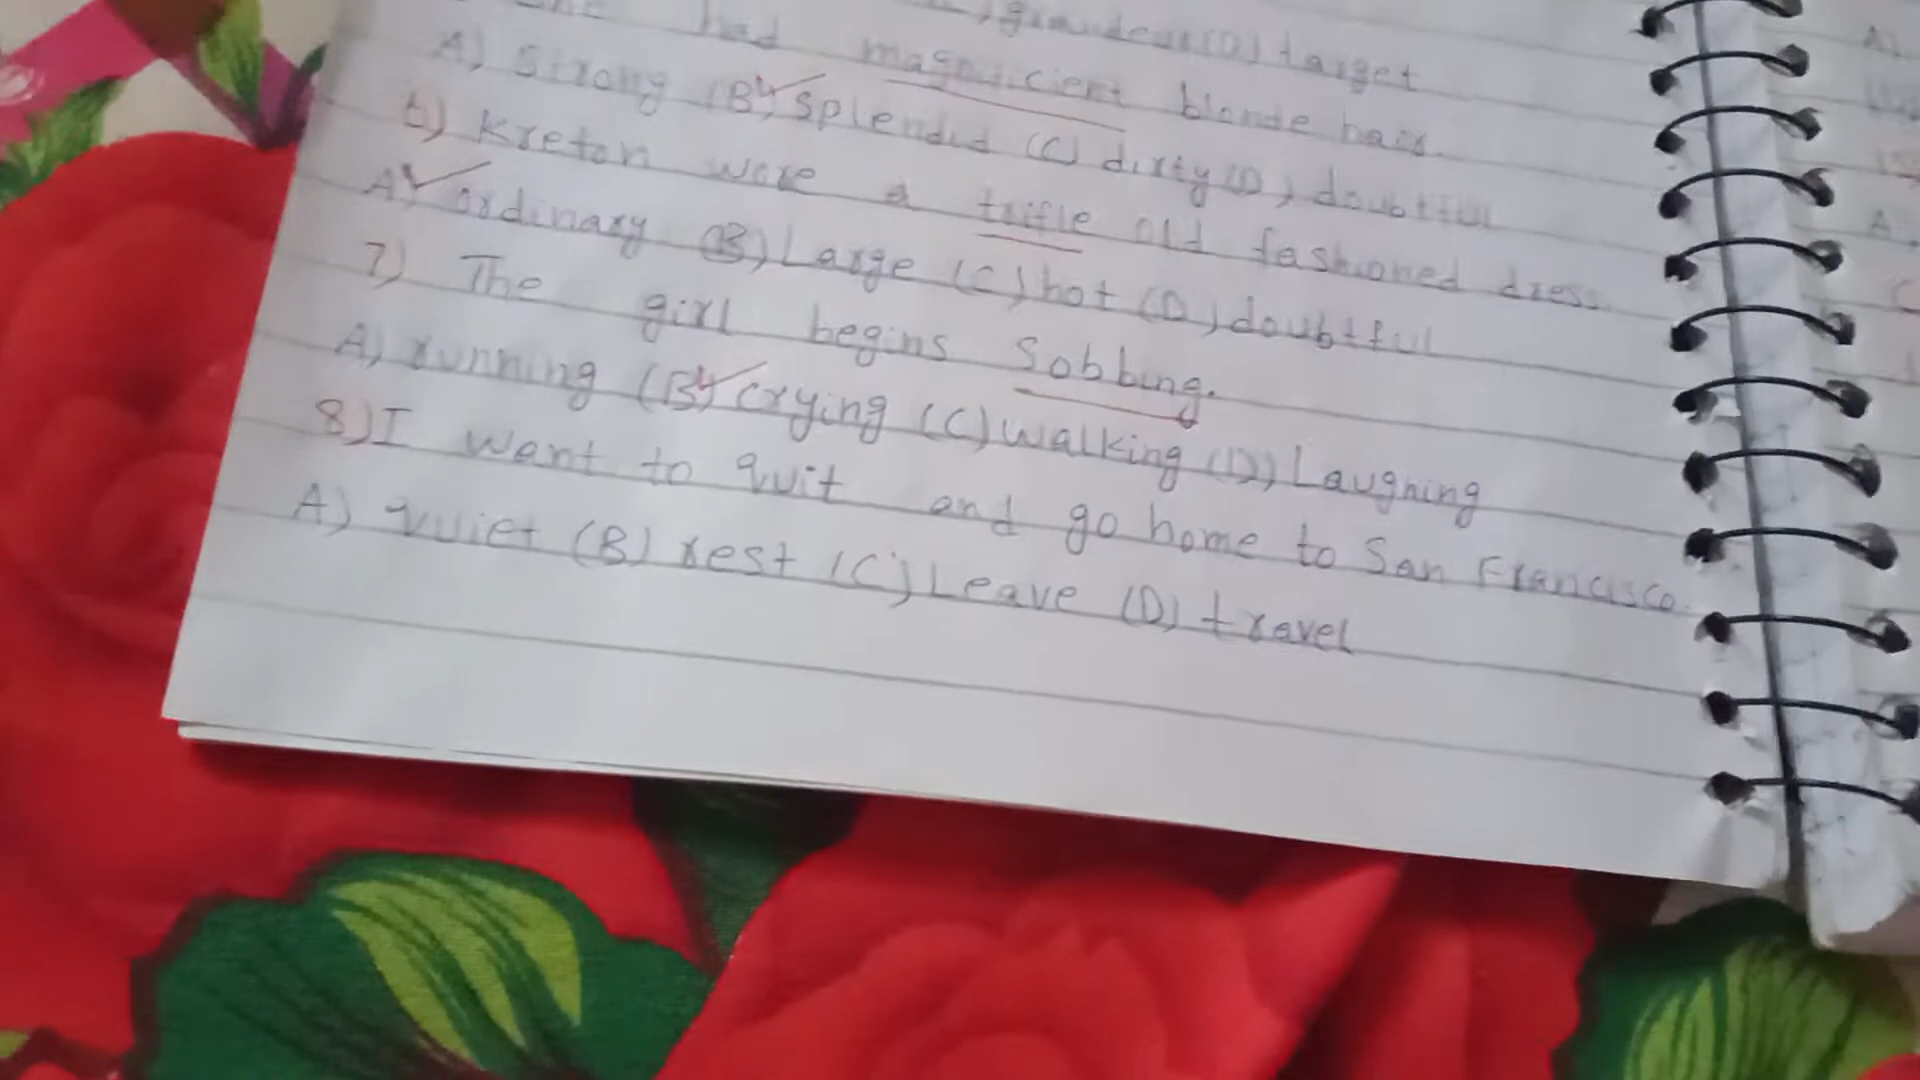 had magnificient blonde hair.
A) Strong (B) Splendid (C) dirty (D) doubtful
6) Kreton wore a trifle old fashioned dress.
A) ordinary (B) Large (C) hot (D) doubtful
7) The girl begins Sobbing.
A) running (B) crying (C) walking (D) Laughing
8) I want to quit and go home to San Francisco.
A) quiet (B) rest (C) Leave (D) travel